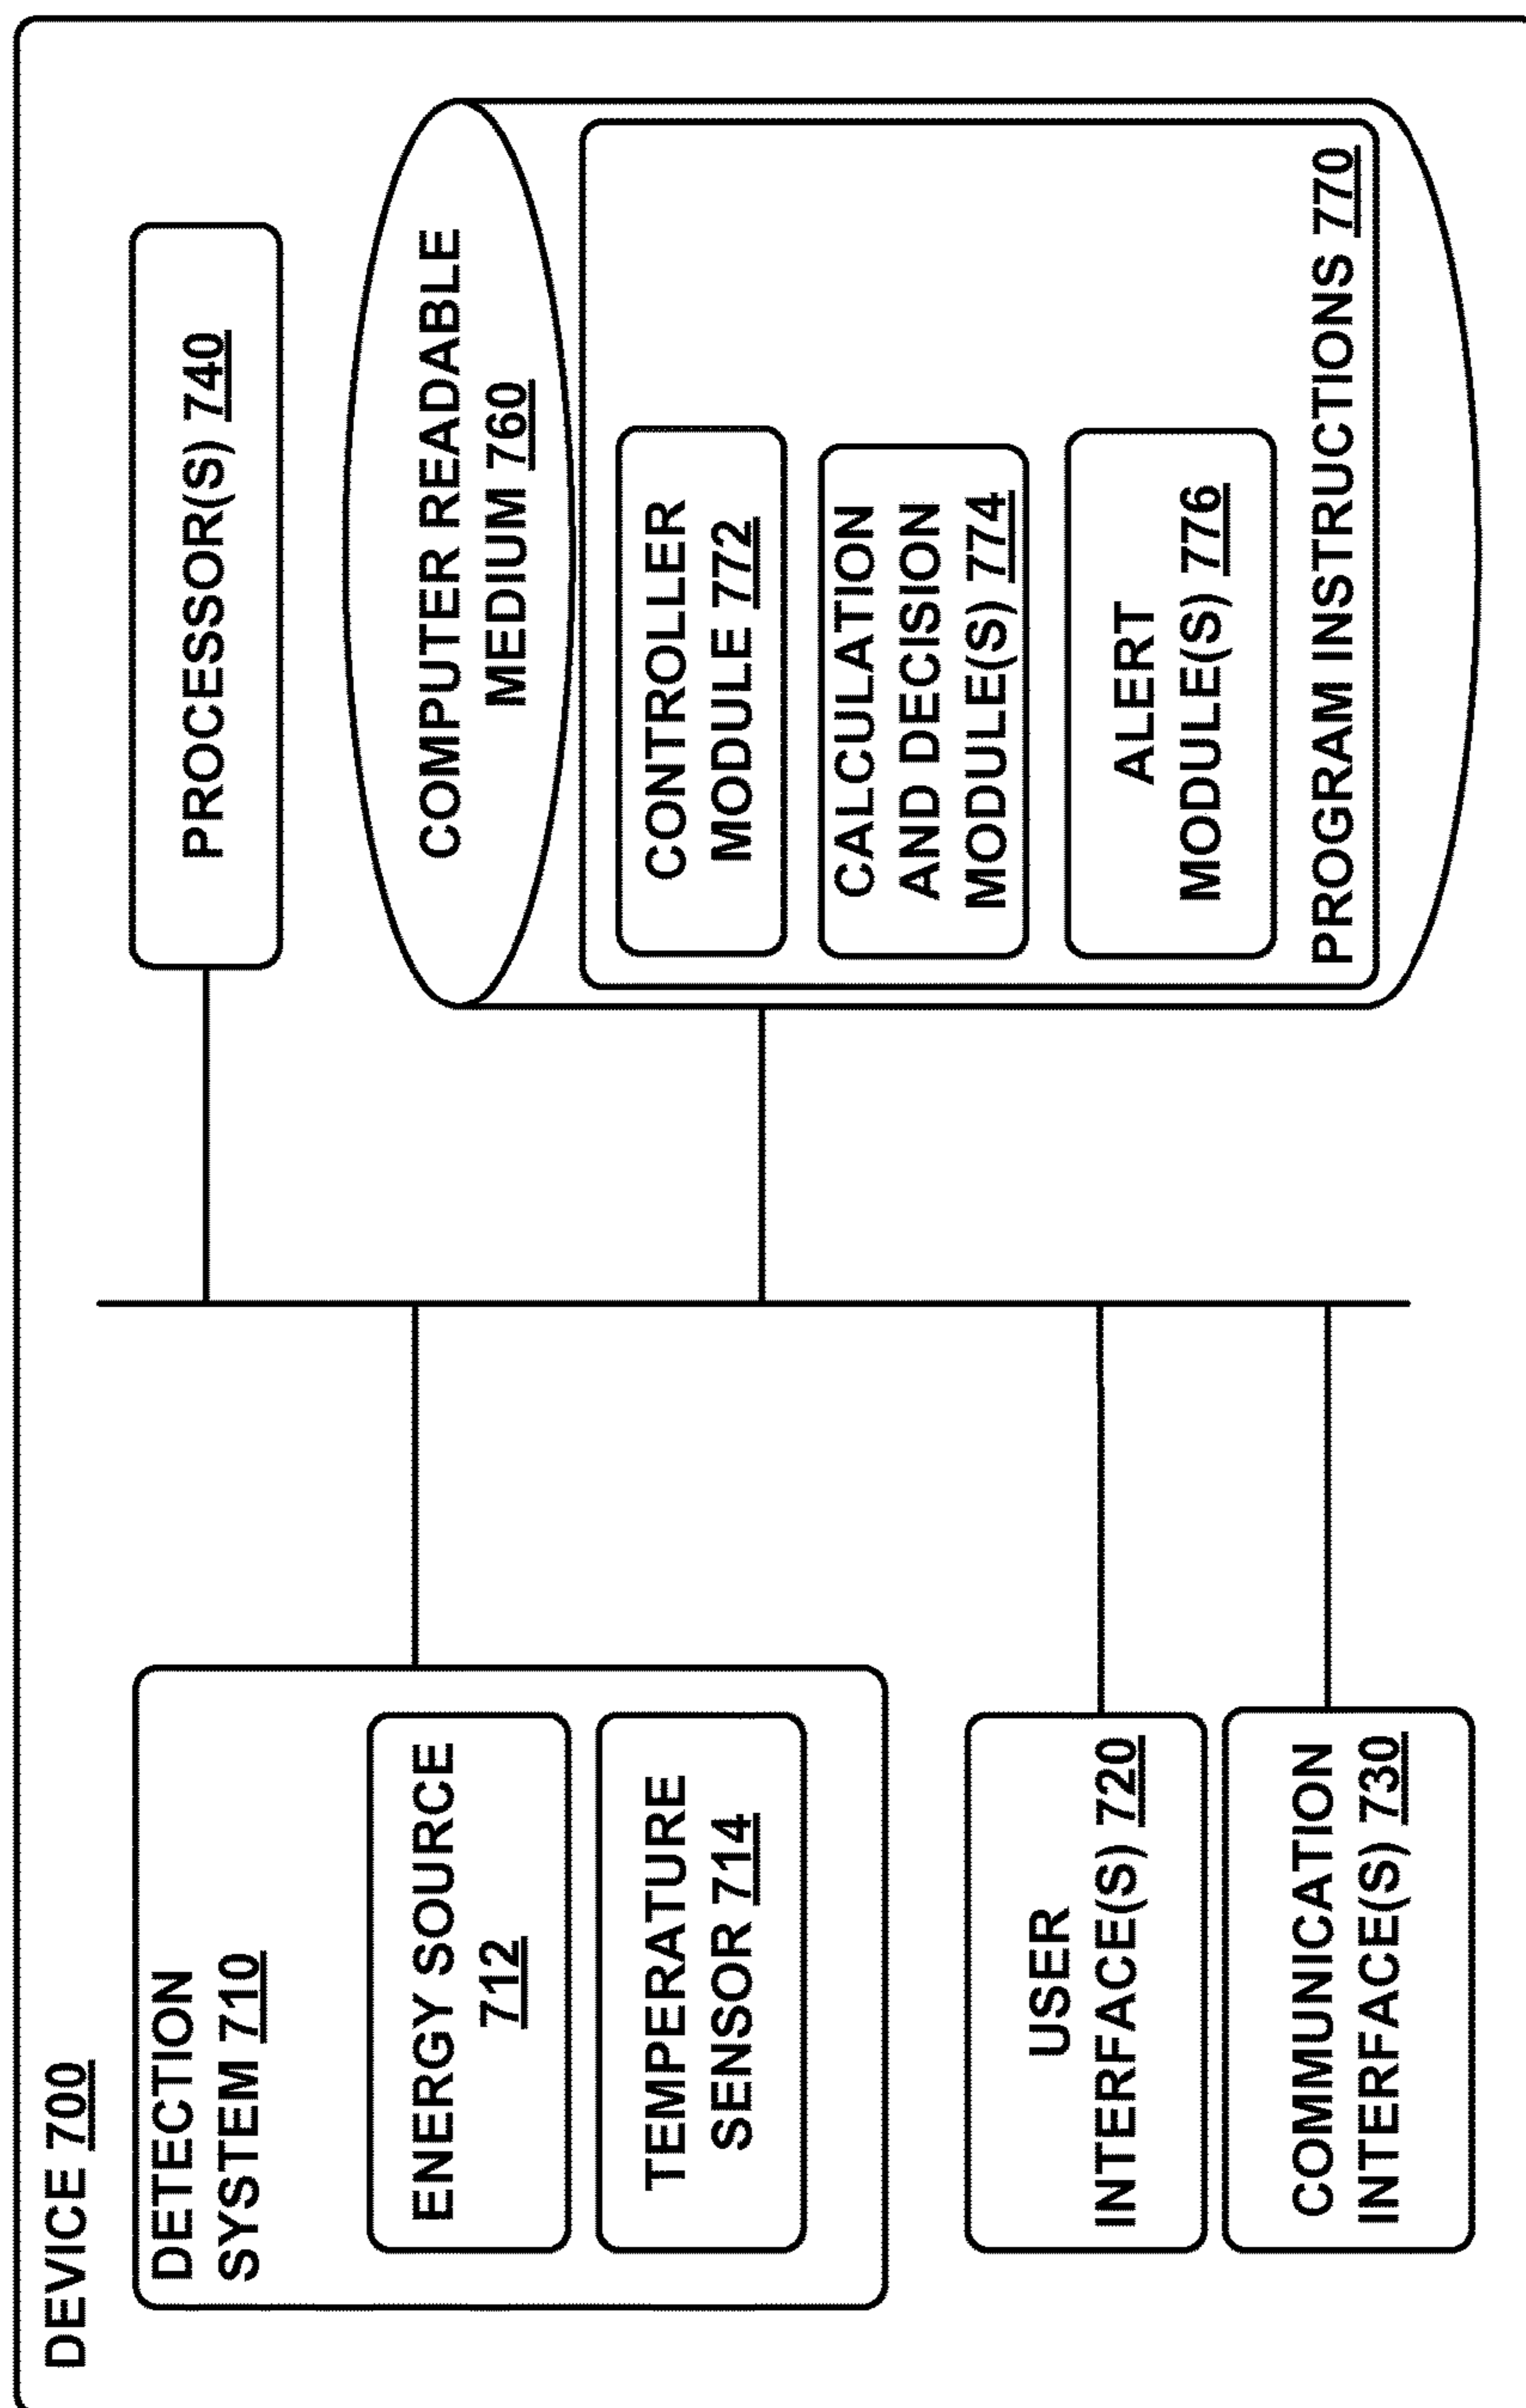 DEVICE 700
DETECTION
SYSTEM 710
ENERGY SOURCE
712
TEMPERATURE
SENSOR 714
USER
INTERFACE(S) 720
COMMUNICATION
INTERFACE(S) 730
PROCESSOR(S) 740
COMPUTER READABLE
MEDIUM 760
CONTROLLER
MODULE 772
CALCULATION
AND DECISION
MODULE(S) 774
ALERT
MODULE(S) 776
PROGRAM INSTRUCTIONS 770